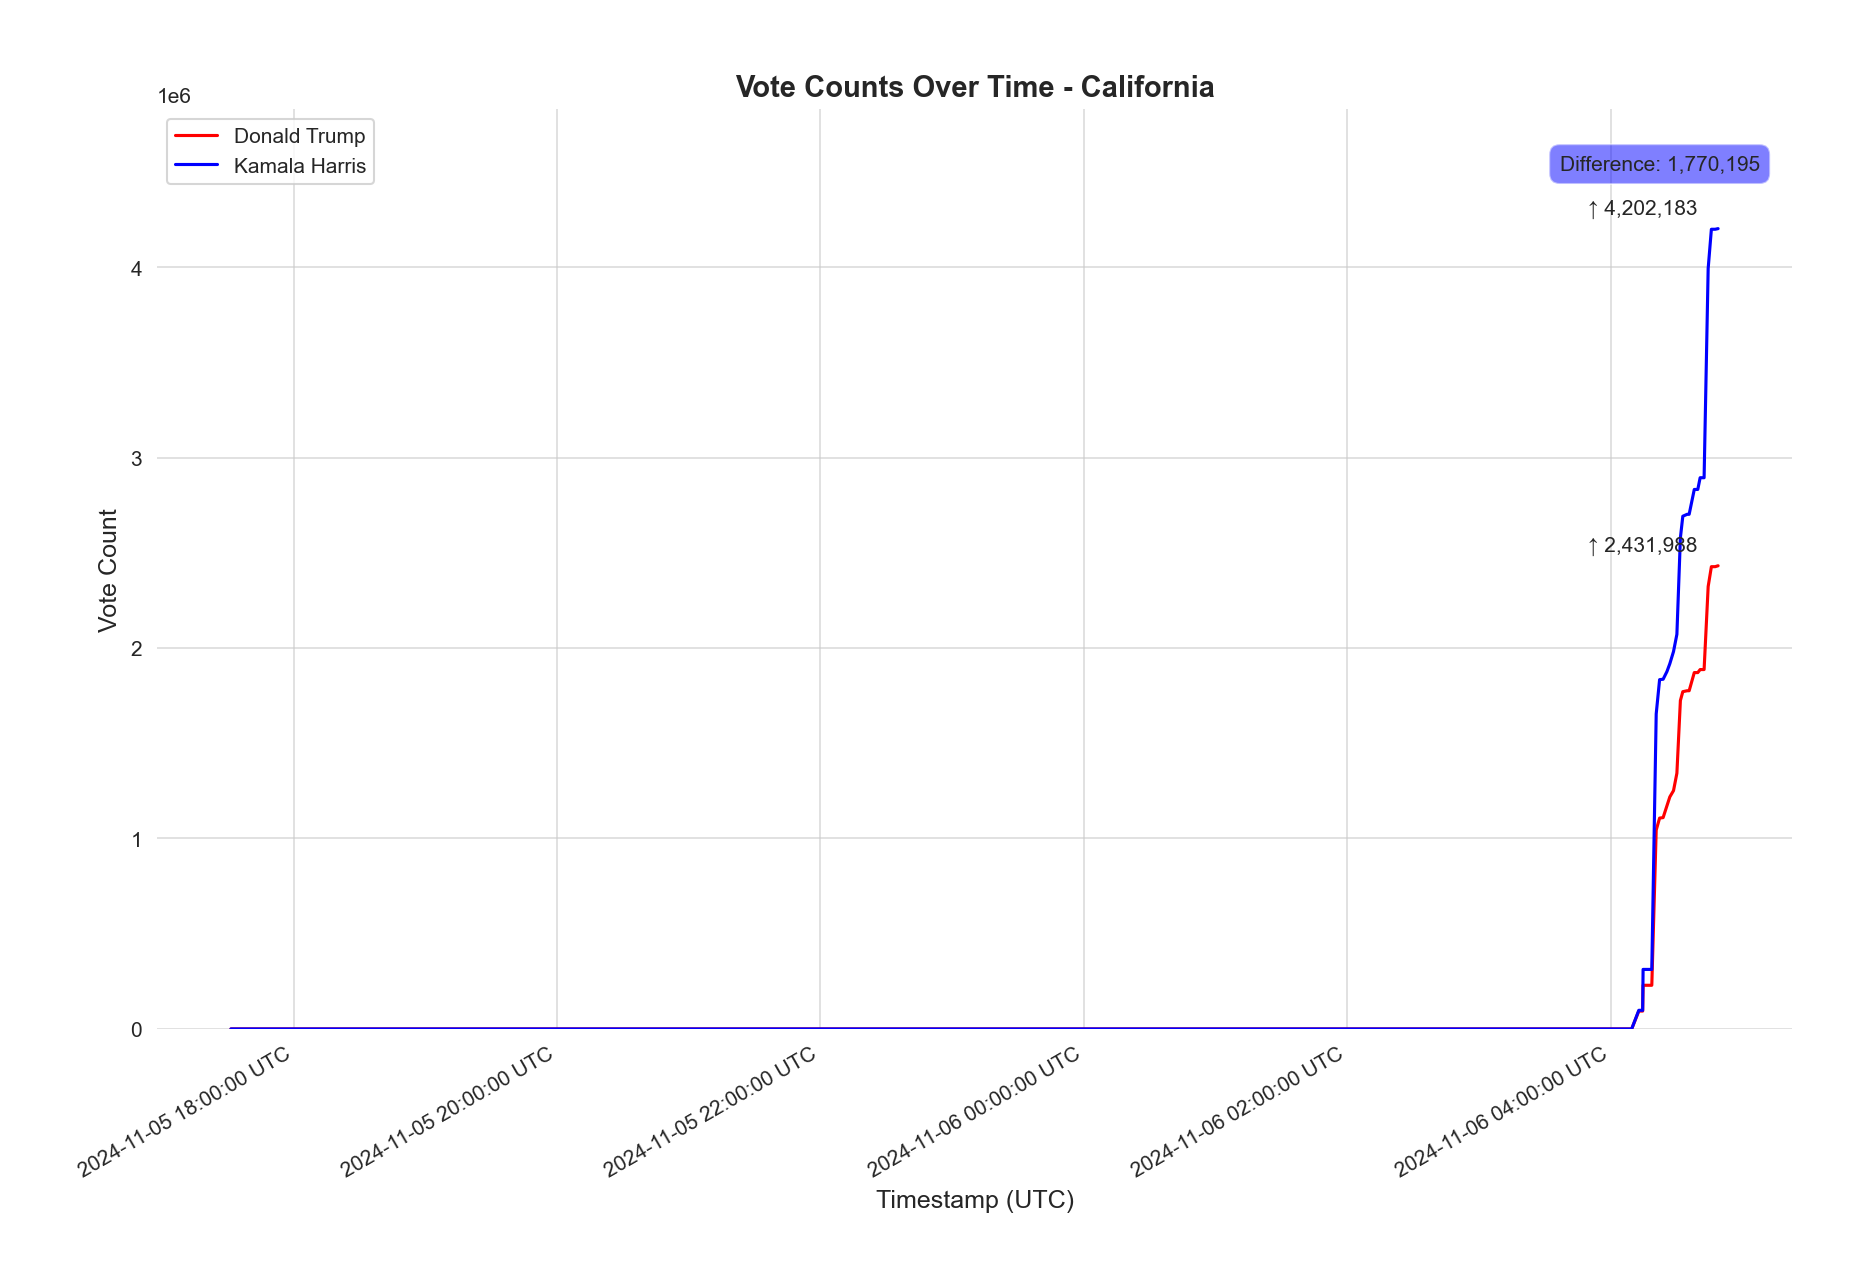 Vote Counts Over Time - California
1e6
Donald Trump
Kamala Harris
Difference: 1,770,195
↑ 4,202,183
↑ 2,431,988
4
3
2
1
0
Vote Count
2024-11-05 18:00:00 UTC
2024-11-05 20:00:00 UTC
2024-11-05 22:00:00 UTC
2024-11-06 00:00:00 UTC
2024-11-06 02:00:00 UTC
2024-11-06 04:00:00 UTC
Timestamp (UTC)